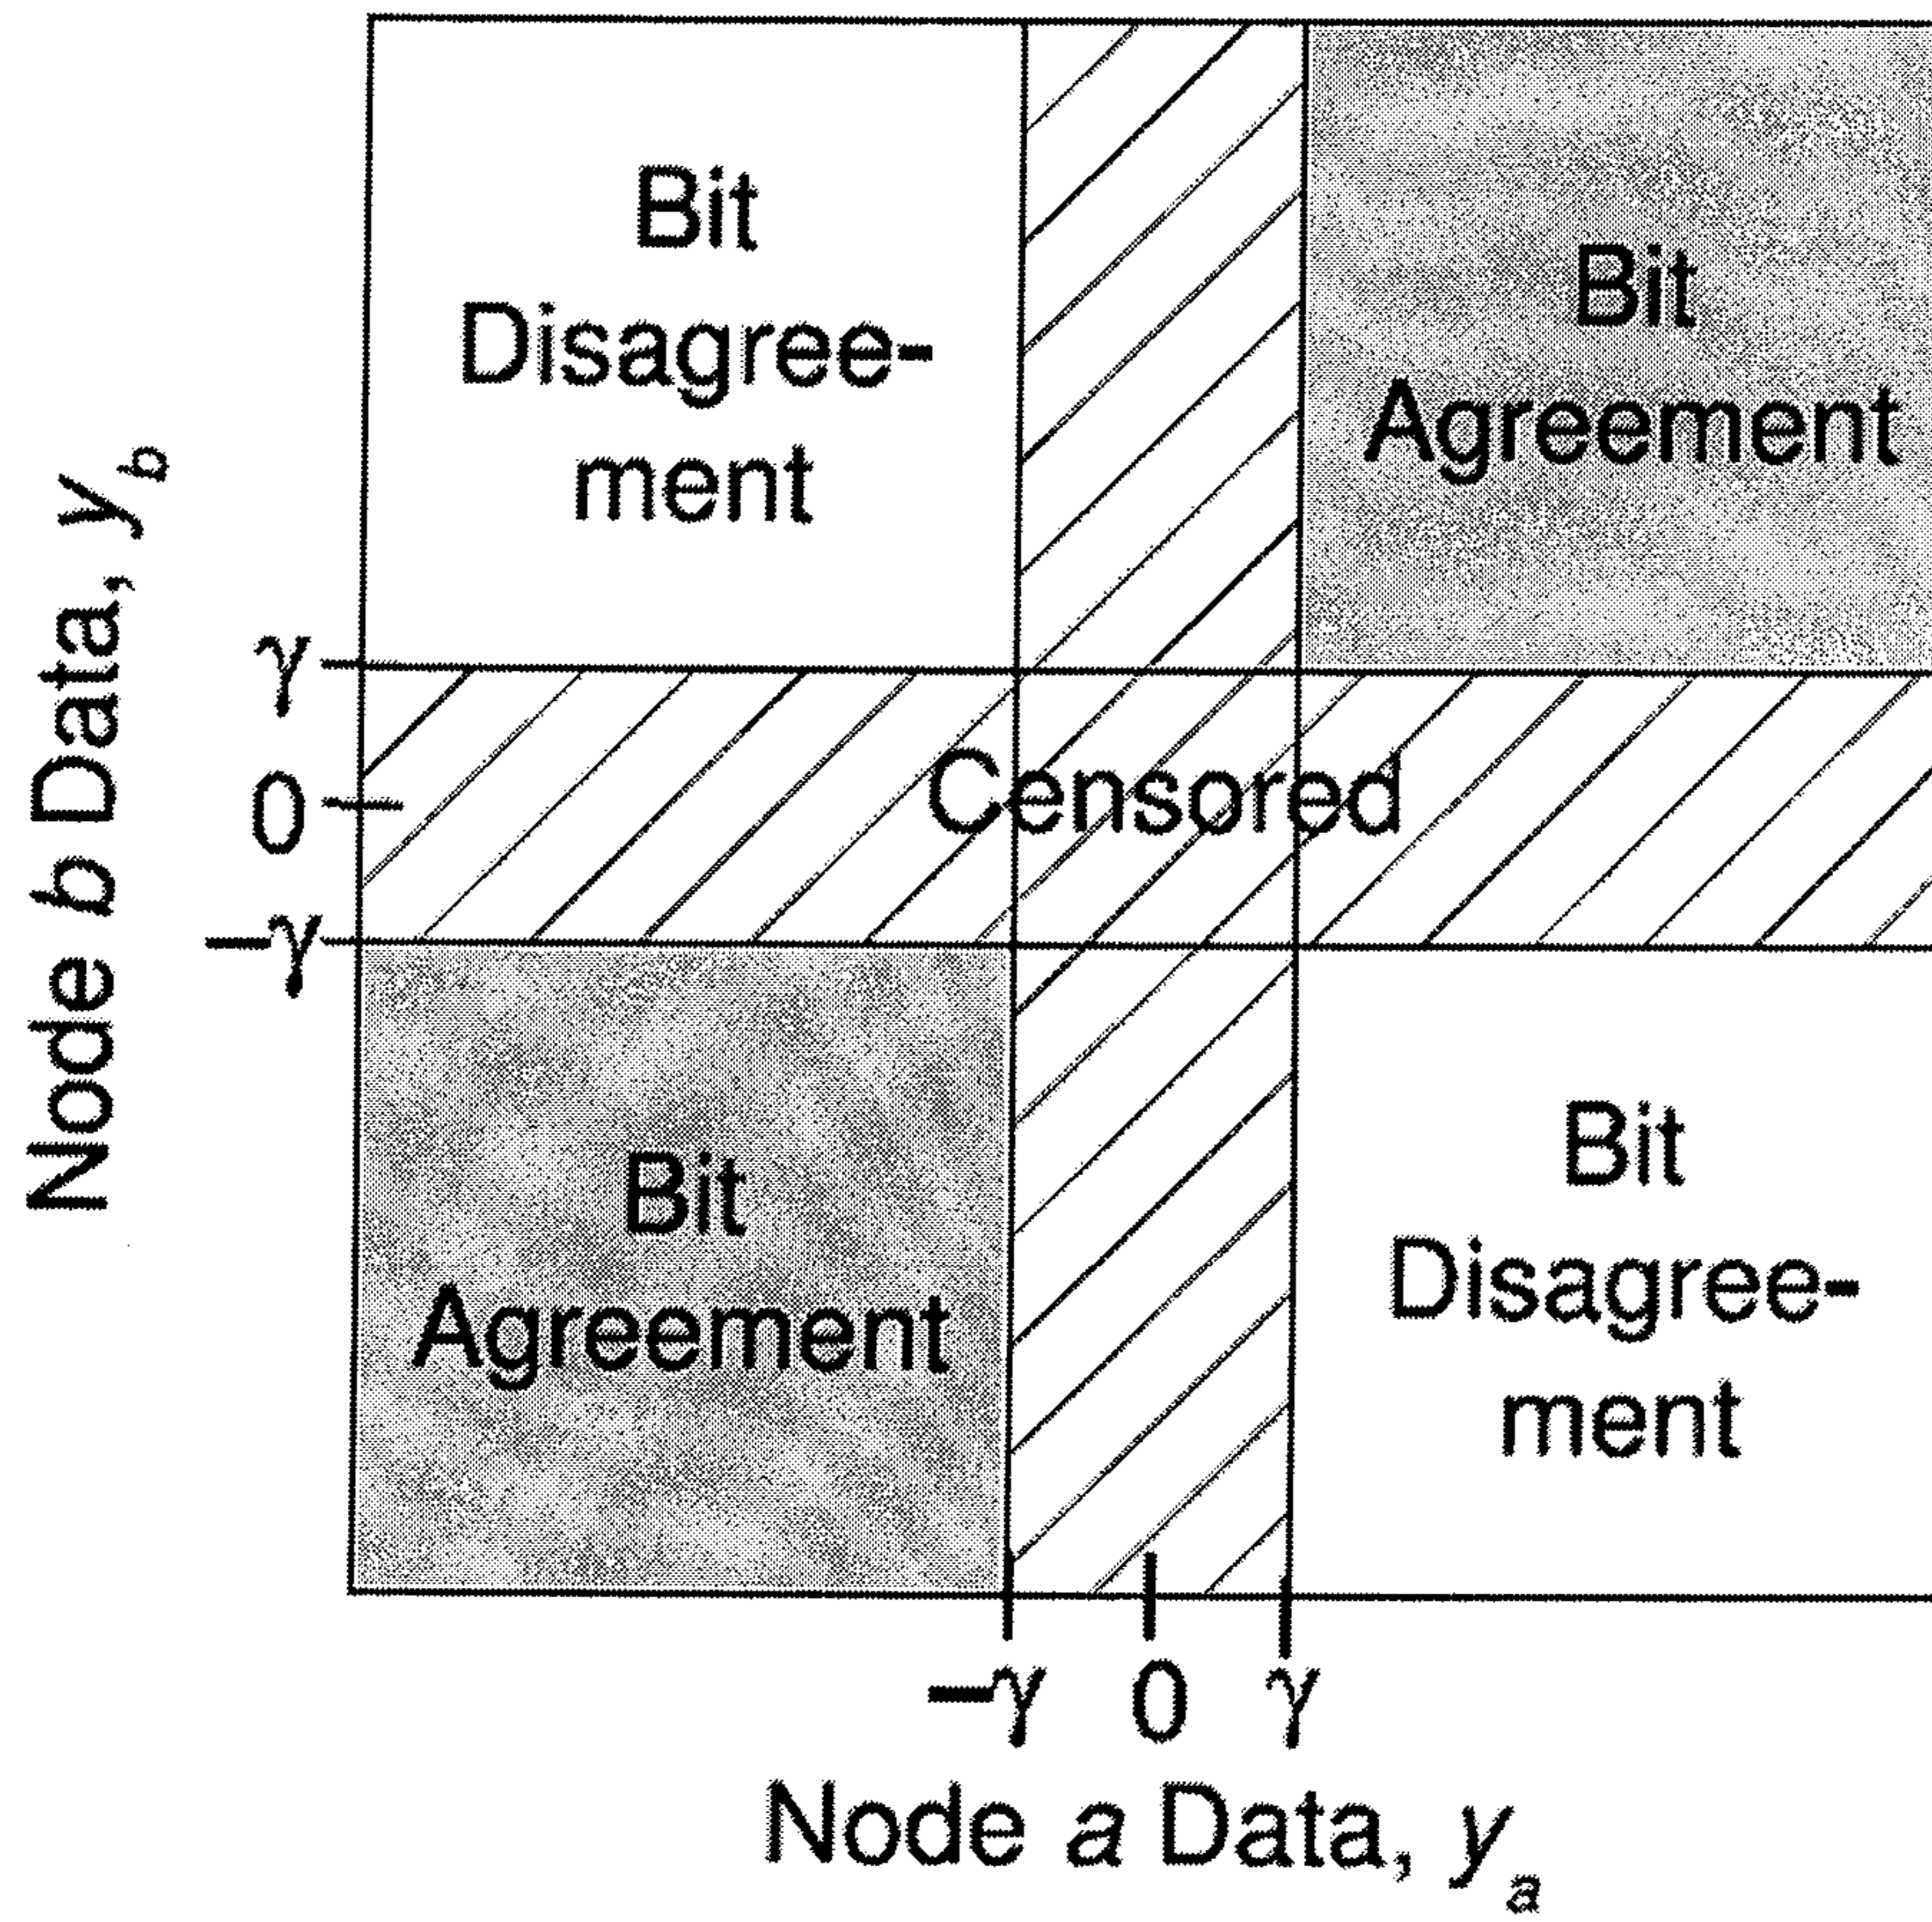 Bit
Disagree-
ment
Bit
Agreement
Node b Data, y_b
γ
0
−γ
Censored
Bit
Agreement
Bit
Disagree-
ment
−γ 0 γ
Node a Data, y_a